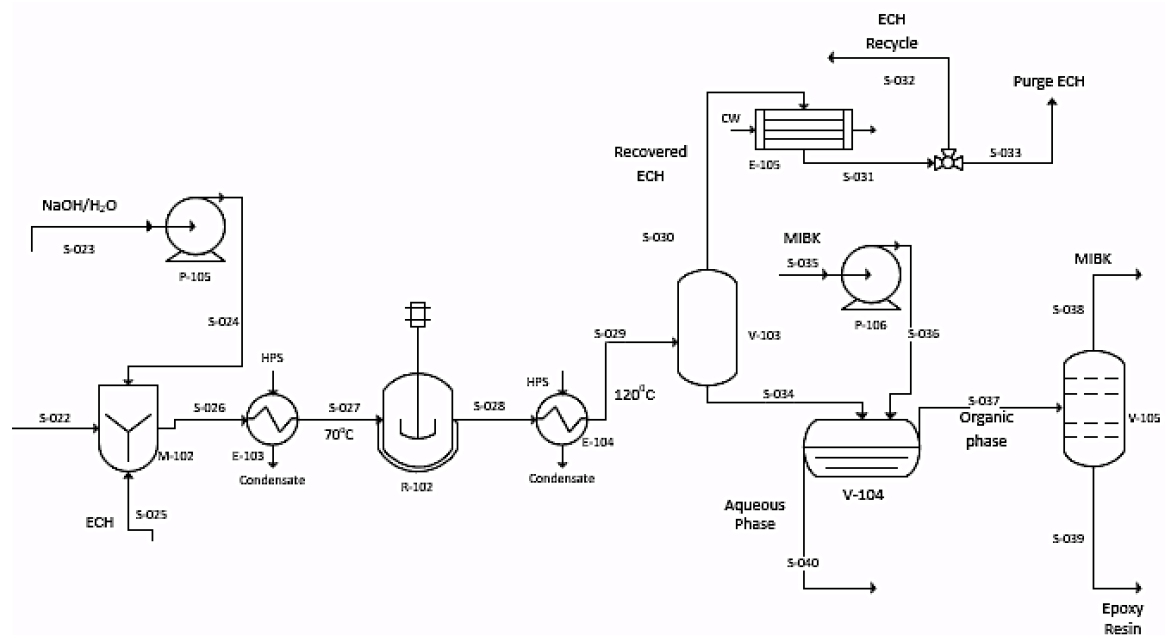 ECH
Recycle
S-032
Purge ECH
CW
E-105
S-031
S-033
Recovered
ECH
S-030
NaOH/H₂O
S-023
P-105
S-024
MIBK
S-035
P-106
S-036
MIBK
S-038
V-103
S-029
120°C
HPS
HPS
S-022
S-026
M-102
E-103
Condensate
S-027
70°C
R-102
S-028
E-104
Condensate
S-034
S-037
Organic
phase
V-105
V-104
ECH
S-025
Aqueous
Phase
S-040
S-039
Epoxy
Resin